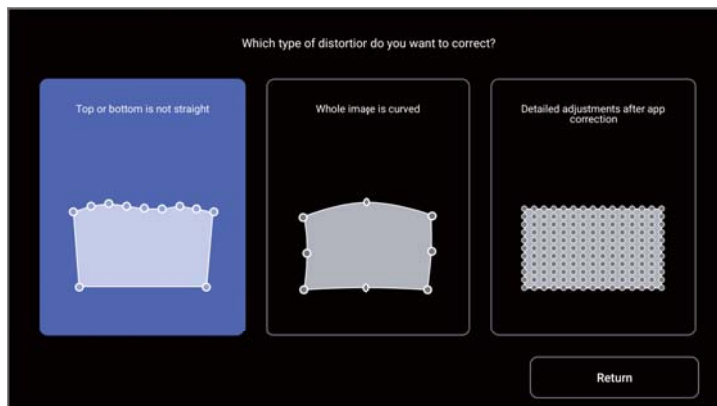 Which type of distortior do you want to correct?
Top or bottom is not straight
Whole image is curved
Detailed adjustments after app
correction
Return